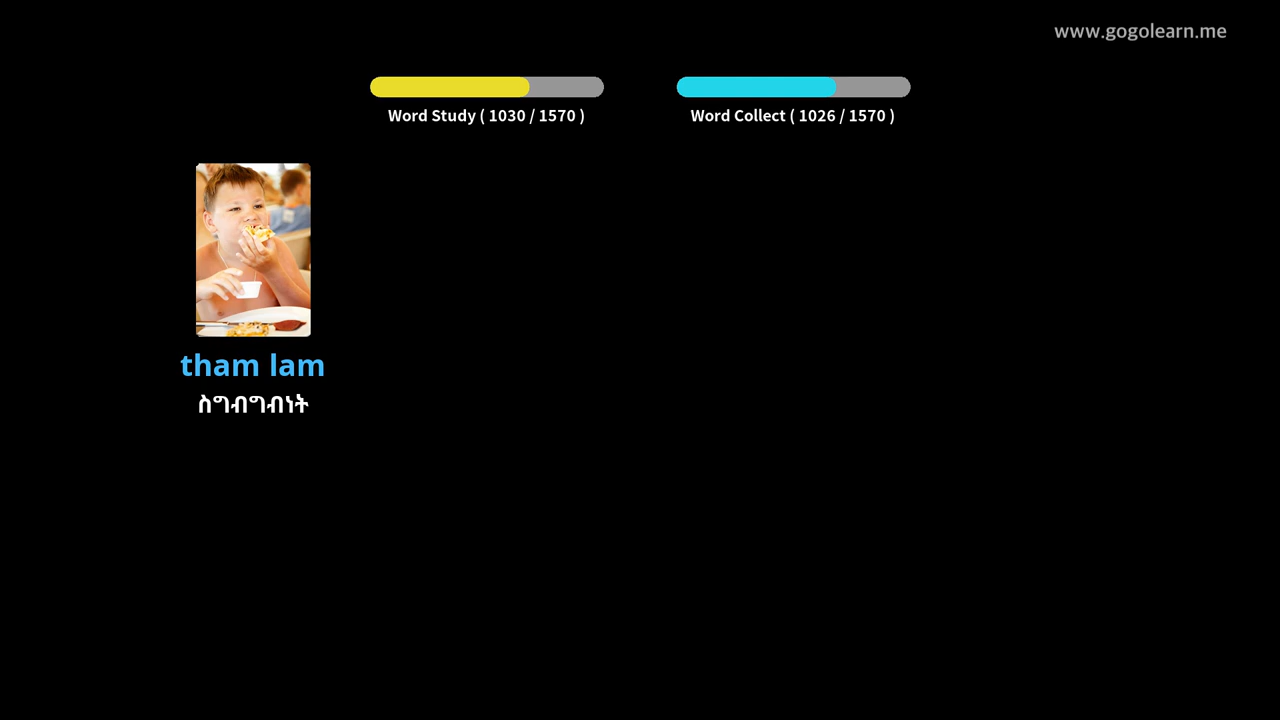 www.gogolearn.me
Word Study ( 1030 / 1570 )
Word Collect ( 1026 / 1570 )
tham lam
ስግብግብነት